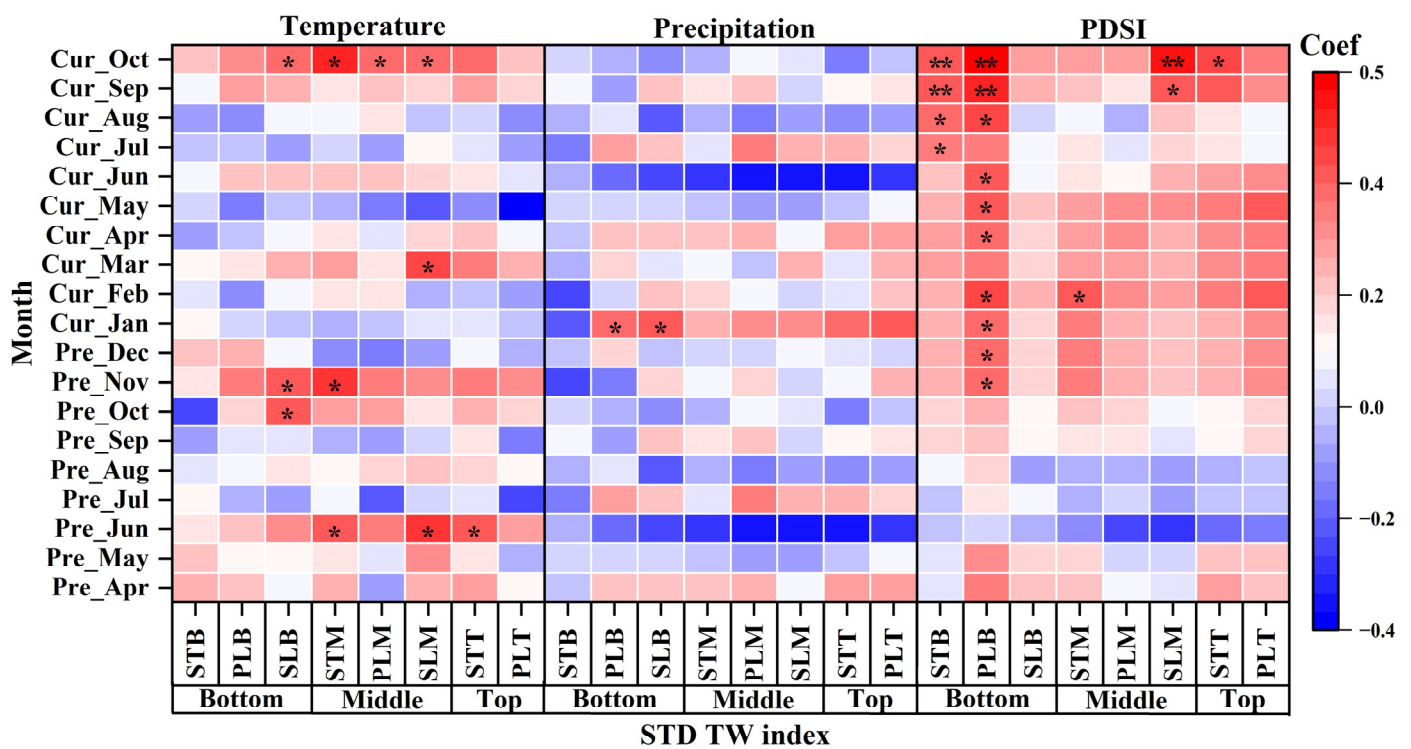 Temperature Precipitation PDSI
Coef
Cur_Oct * * * * ** ** ** *
Cur_Sep ** ** *
Cur_Aug * *
Cur_Jul *
Cur_Jun *
Cur_May *
Cur_Apr *
Cur_Mar *
Cur_Feb * *
Cur_Jan * * *
Pre_Dec *
Pre_Nov * * *
Pre_Oct *
Pre_Sep
Pre_Aug
Pre_Jul
Pre_Jun * * *
Pre_May
Pre_Apr
Month
0.5
0.4
0.2
0.0
−0.2
−0.4
STB PLB SLB STM PLM SLM STT PLT STB PLB SLB STM PLM SLM STT PLT STB PLB SLB STM PLM SLM STT PLT
Bottom Middle Top Bottom Middle Top Bottom Middle Top
STD TW index